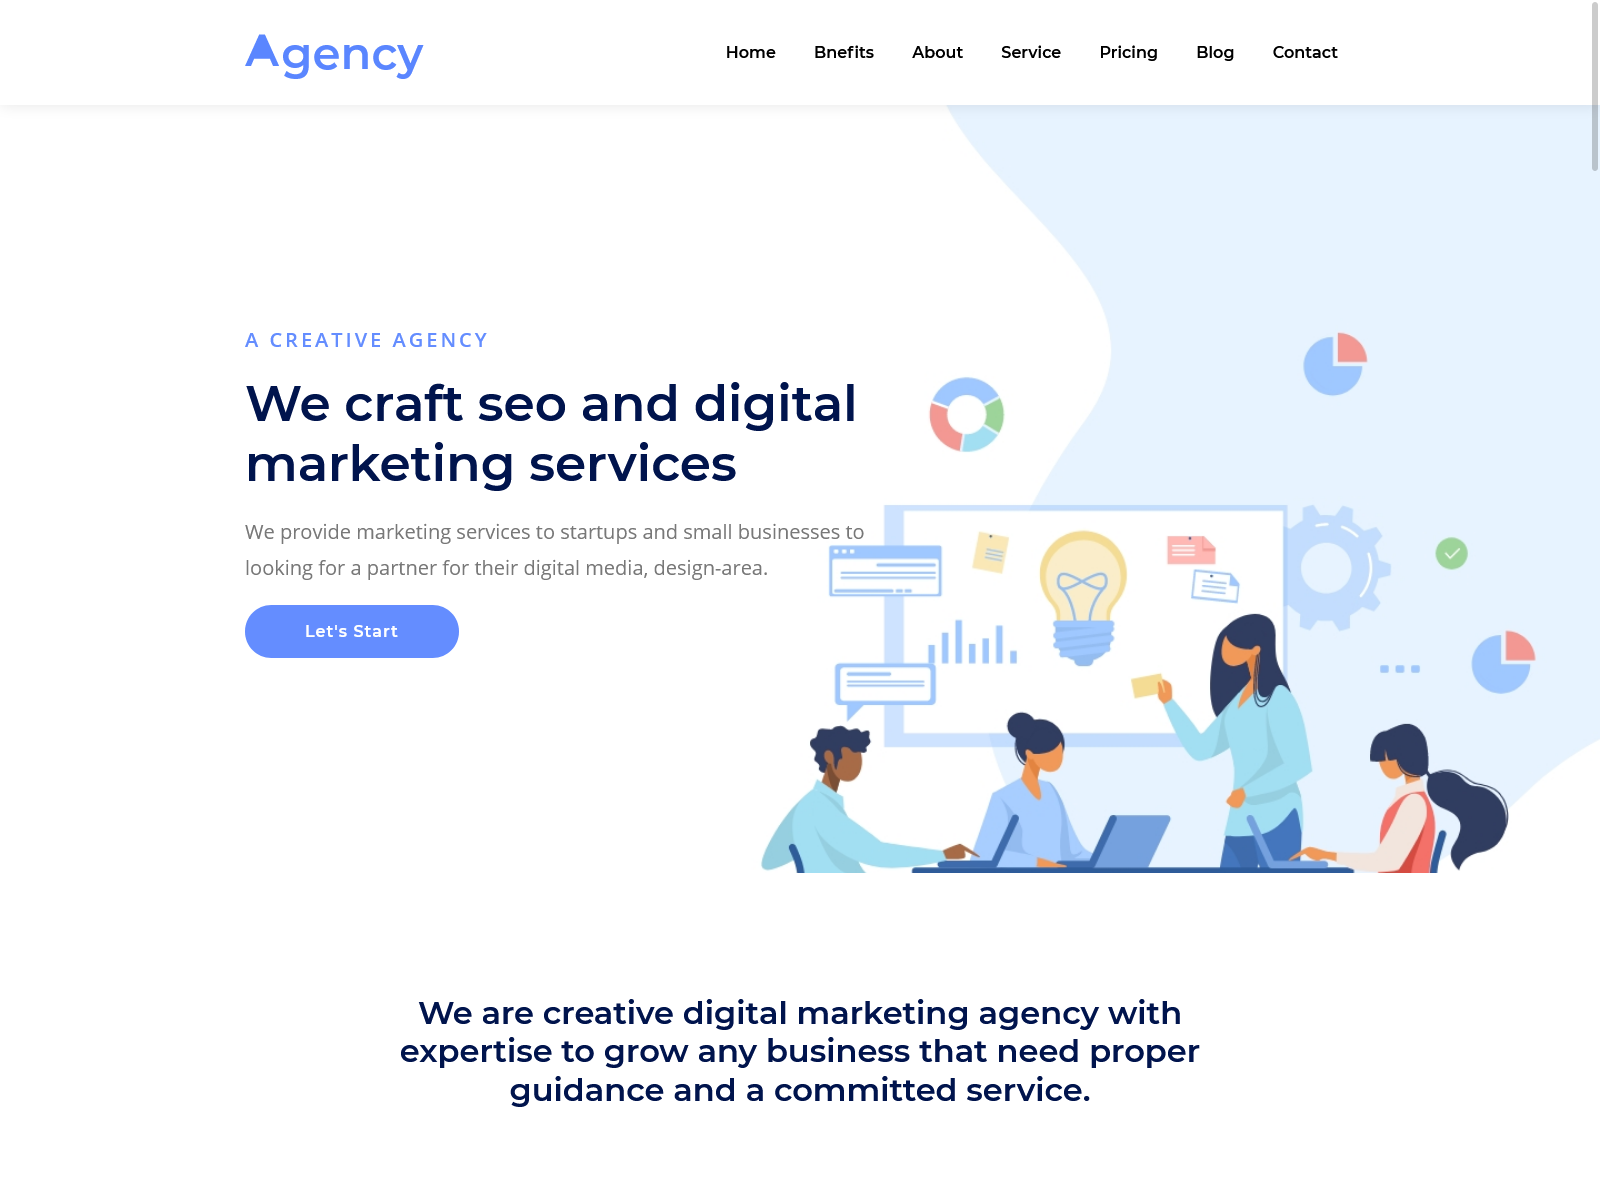 Agency
Home Bnefits About Service Pricing Blog Contact
A CREATIVE AGENCY
We craft seo and digital
marketing services
We provide marketing services to startups and small businesses to
looking for a partner for their digital media, design-area.
Let's Start
We are creative digital marketing agency with
expertise to grow any business that need proper
guidance and a committed service.